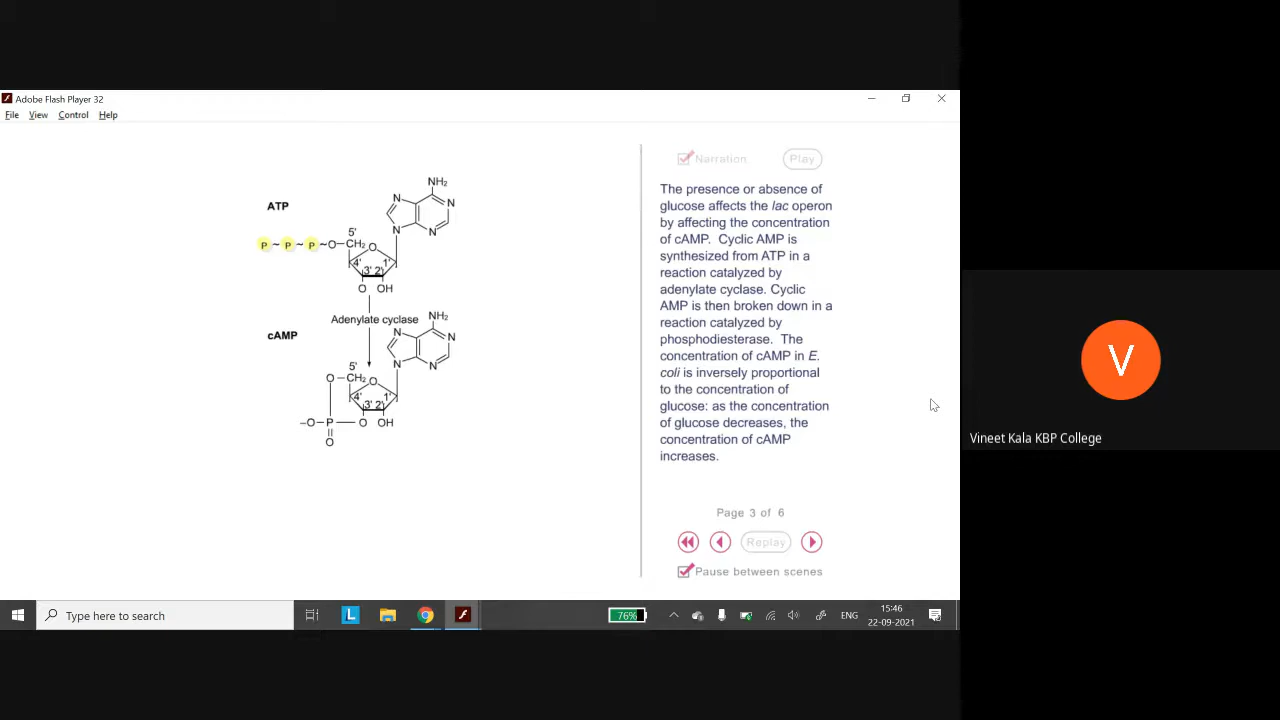 Adobe Flash Player 32
File View Control Help
Narration Play
ATP
NH₂
N N
N N
5'
P ~ P ~ P ~O—CH₂ O
4' 1'
3' 2'
O OH
Adenylate cyclase
cAMP
NH₂
N N
N N
5'
O—CH₂ O
4' 1'
3' 2'
–O—P—O OH
O
The presence or absence of
glucose affects the lac operon
by affecting the concentration
of cAMP. Cyclic AMP is
synthesized from ATP in a
reaction catalyzed by
adenylate cyclase. Cyclic
AMP is then broken down in a
reaction catalyzed by
phosphodiesterase. The
concentration of cAMP in E.
coli is inversely proportional
to the concentration of
glucose: as the concentration
of glucose decreases, the
concentration of cAMP
increases.
Page 3 of 6
Replay
Pause between scenes
V
Vineet Kala KBP College
Type here to search
L
76%
ENG
15:46
22-09-2021